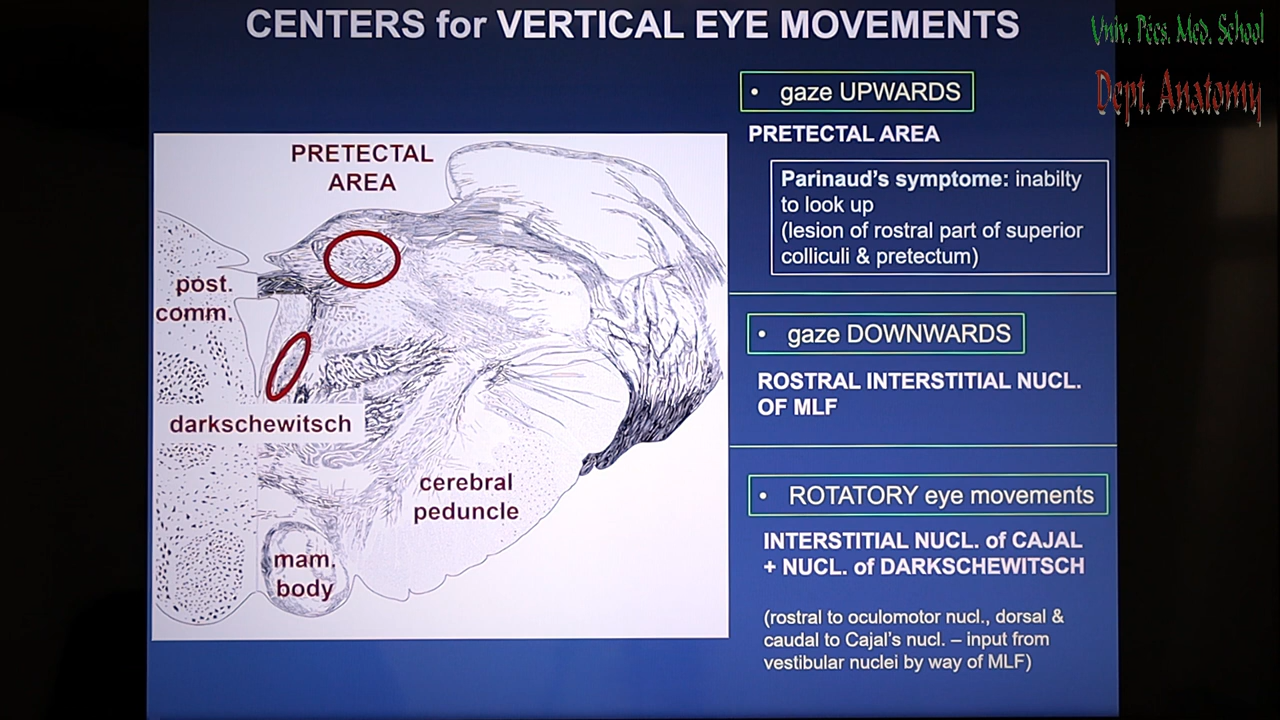 CENTERS for VERTICAL EYE MOVEMENTS
Univ. Pécs. Med. School
Dept. Anatomy
PRETECTAL
AREA
post.
comm.
darkschewitsch
cerebral
peduncle
mam.
body
• gaze UPWARDS
PRETECTAL AREA
Parinaud's symptome: inabilty
to look up
(lesion of rostral part of superior
colliculi & pretectum)
• gaze DOWNWARDS
ROSTRAL INTERSTITIAL NUCL.
OF MLF
• ROTATORY eye movements
INTERSTITIAL NUCL. of CAJAL
+ NUCL. of DARKSCHEWITSCH
(rostral to oculomotor nucl., dorsal &
caudal to Cajal's nucl. – input from
vestibular nuclei by way of MLF)